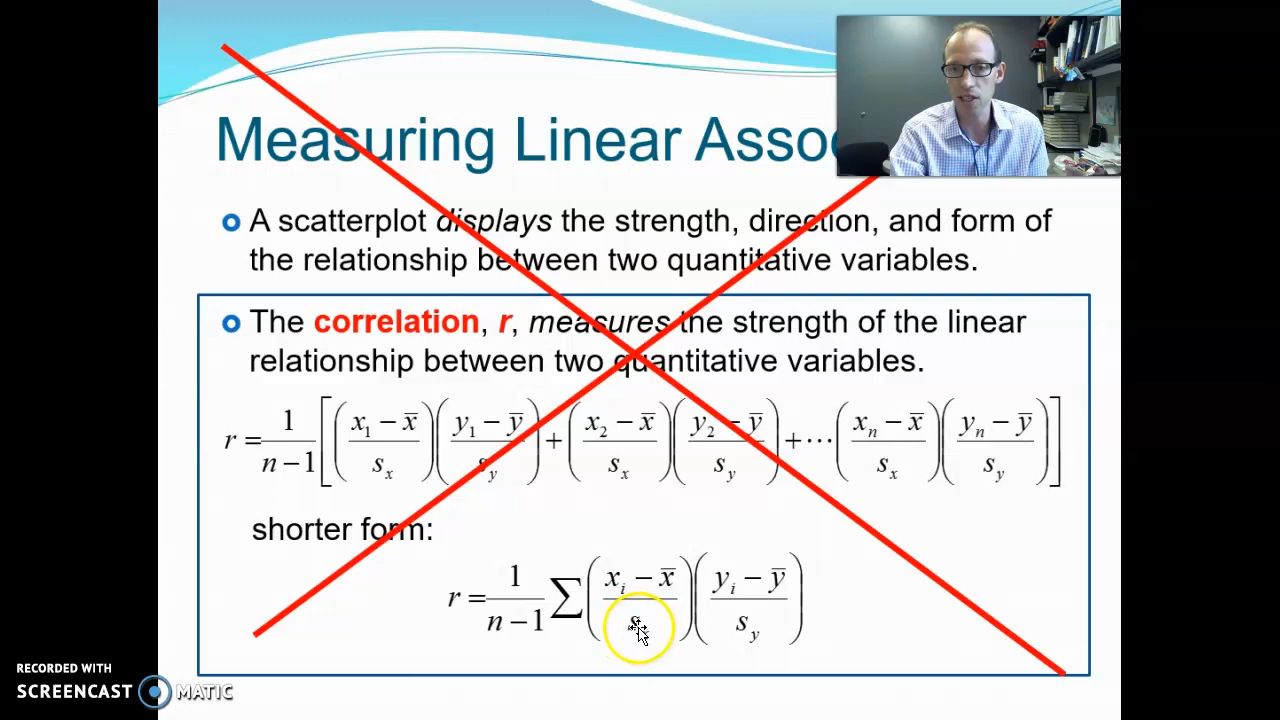 Measuring Linear Asso
A scatterplot displays the strength, direction, and form of
the relationship between two quantitative variables.
The correlation, r, measures the strength of the linear
relationship between two quantitative variables.
r = 1/(n − 1) [((x₁ − x̅)/sₓ)((y₁ − y̅)/s_y) + ((x₂ − x̅)/sₓ)((y₂ − y̅)/s_y) + ⋯ ((xₙ − x̅)/sₓ)((yₙ − y̅)/s_y)]
shorter form:
r = 1/(n − 1) ∑ ((xᵢ − x̅)/s)((yᵢ − y̅)/s_y)
RECORDED WITH
SCREENCAST MATIC